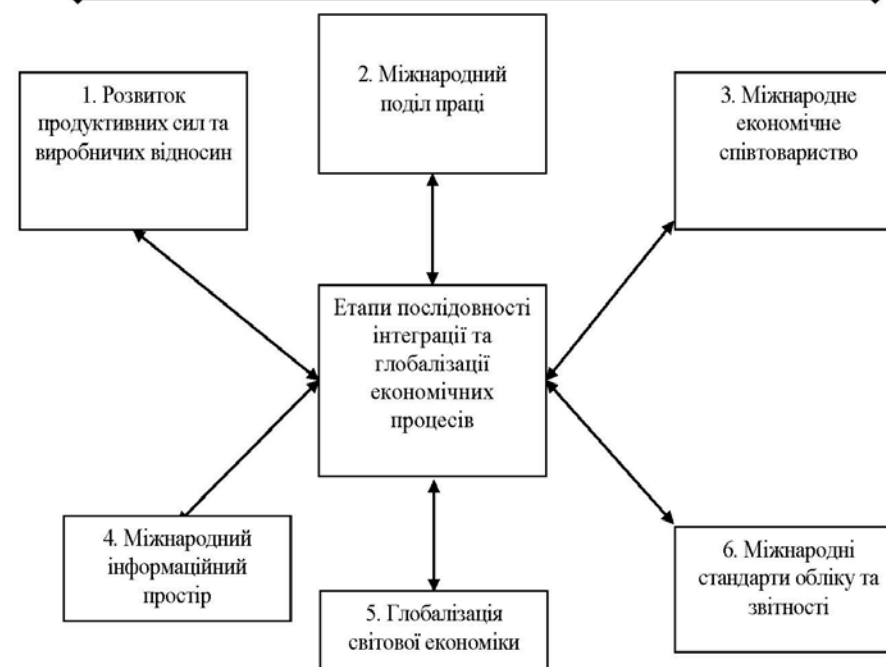 1. Розвиток
продуктивних сил та
виробничих відносин
2. Міжнародний
поділ праці
3. Міжнародне
економічне
співтовариство
Етапи послідовності
інтеграції та
глобалізації
економічних
процесів
4. Міжнародний
інформаційний
простір
5. Глобалізація
світової економіки
6. Міжнародні
стандарти обліку та
звітності